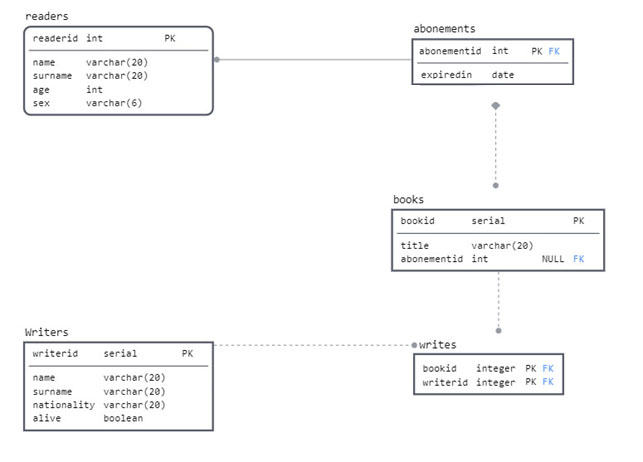 readers
readerid int PK
name varchar(20)
surname varchar(20)
age int
sex varchar(6)
abonements
abonementid int PK FK
expiredin date
books
bookid serial PK
title varchar(20)
abonementid int NULL FK
Writers
writerid serial PK
name varchar(20)
surname varchar(20)
nationality varchar(20)
alive boolean
writes
bookid integer PK FK
writerid integer PK FK